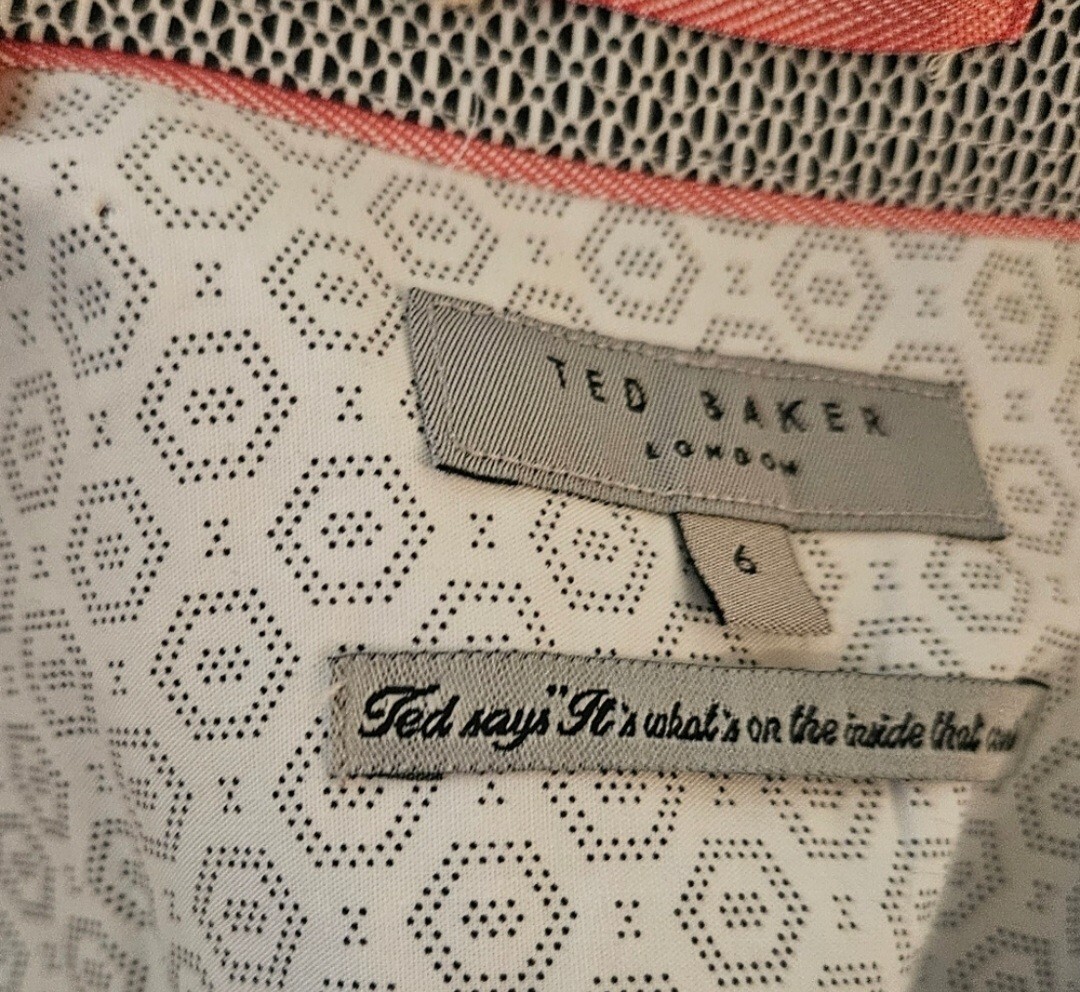 TED BAKER
LONDON
6
Ted says "It's what's on the inside that